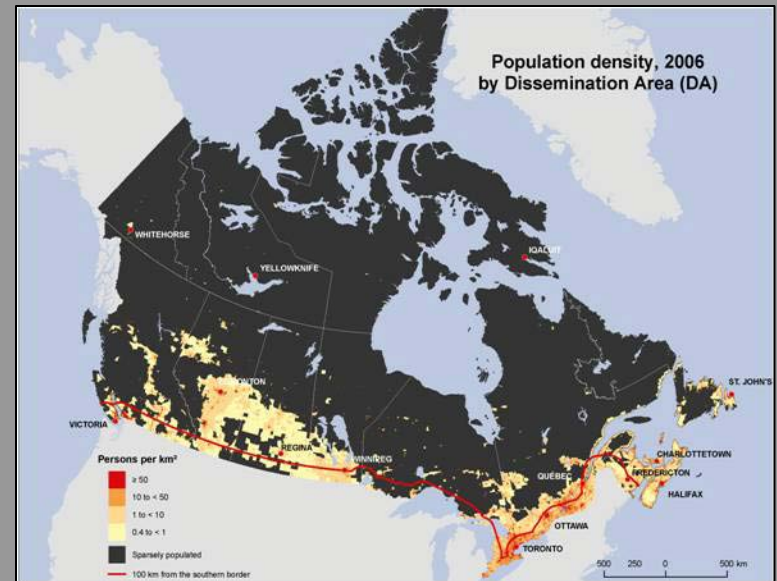 Population density, 2006
by Dissemination Area (DA)
WHITEHORSE
YELLOWKNIFE
IQALUIT
EDMONTON
ST. JOHN'S
VICTORIA
REGINA
WINNIPEG
CHARLOTTETOWN
QUÉBEC
FREDERICTON
HALIFAX
OTTAWA
TORONTO
Persons per km²
≥ 50
10 to < 50
1 to < 10
0.4 to < 1
Sparsely populated
100 km from the southern border
500 250 0 500 km